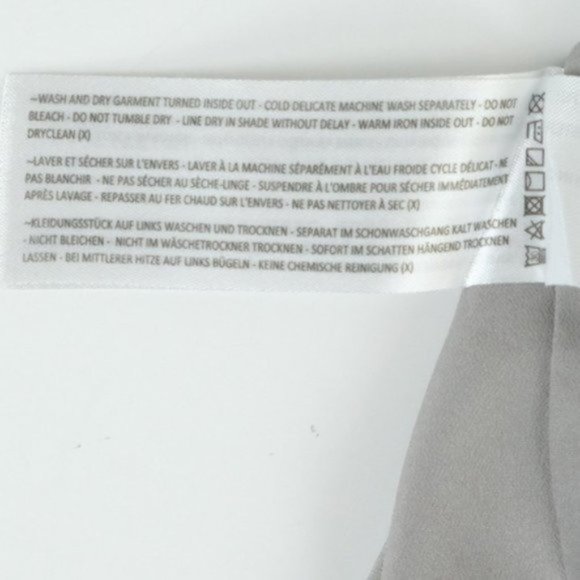 ~WASH AND DRY GARMENT TURNED INSIDE OUT - COLD DELICATE MACHINE WASH SEPARATELY - DO NOT
BLEACH - DO NOT TUMBLE DRY - LINE DRY IN SHADE WITHOUT DELAY - WARM IRON INSIDE OUT - DO NOT
DRYCLEAN (X)
~LAVER ET SÉCHER SUR L'ENVERS - LAVER À LA MACHINE SÉPARÉMENT À L'EAU FROIDE CYCLE DÉLICAT - NE
PAS BLANCHIR - NE PAS SÉCHER AU SÈCHE-LINGE - SUSPENDRE À L'OMBRE POUR SÉCHER IMMÉDIATEMENT
APRÈS LAVAGE - REPASSER AU FER CHAUD SUR L'ENVERS - NE PAS NETTOYER À SEC (X)
~KLEIDUNGSSTÜCK AUF LINKS WASCHEN UND TROCKNEN - SEPARAT IM SCHONWASCHGANG KALT WASCHEN
- NICHT BLEICHEN - NICHT IM WÄSCHETROCKNER TROCKNEN - SOFORT IM SCHATTEN HÄNGEND TROCKNEN
LASSEN - BEI MITTLERER HITZE AUF LINKS BÜGELN - KEINE CHEMISCHE REINIGUNG (X)